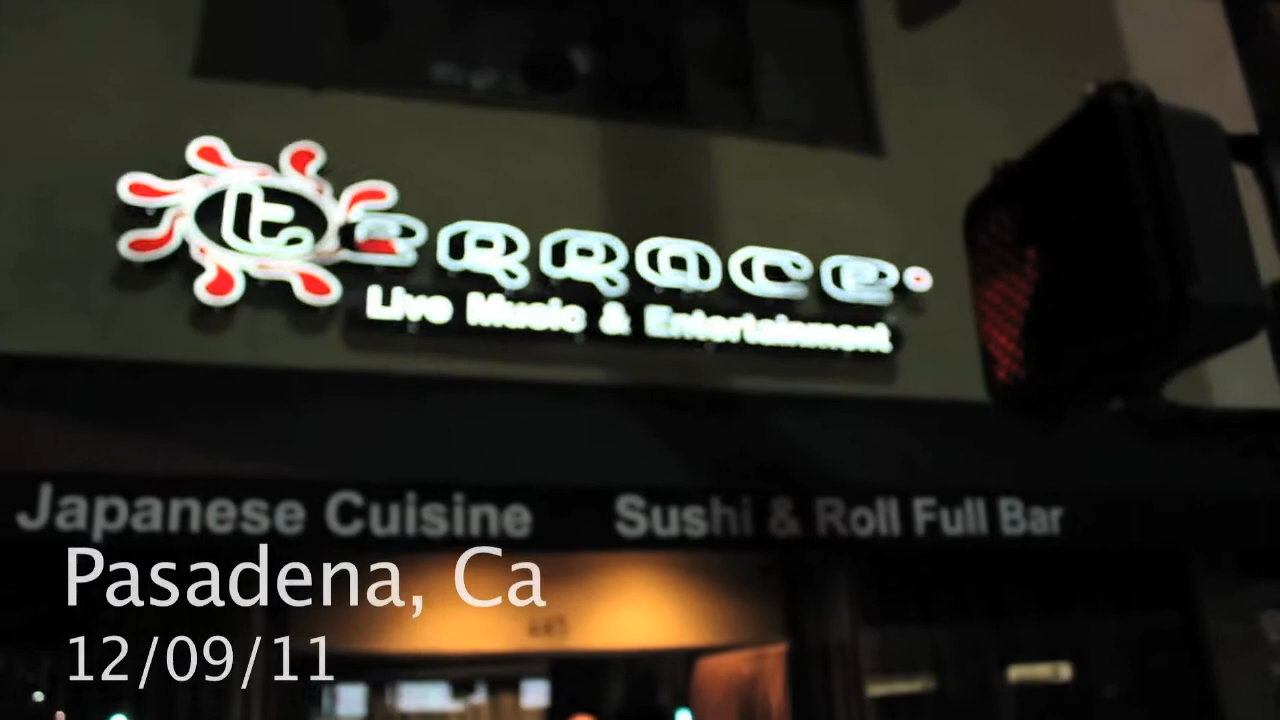 terrace
Live Music & Entertainment
Japanese Cuisine Sushi & Roll Full Bar
Pasadena, Ca
12/09/11